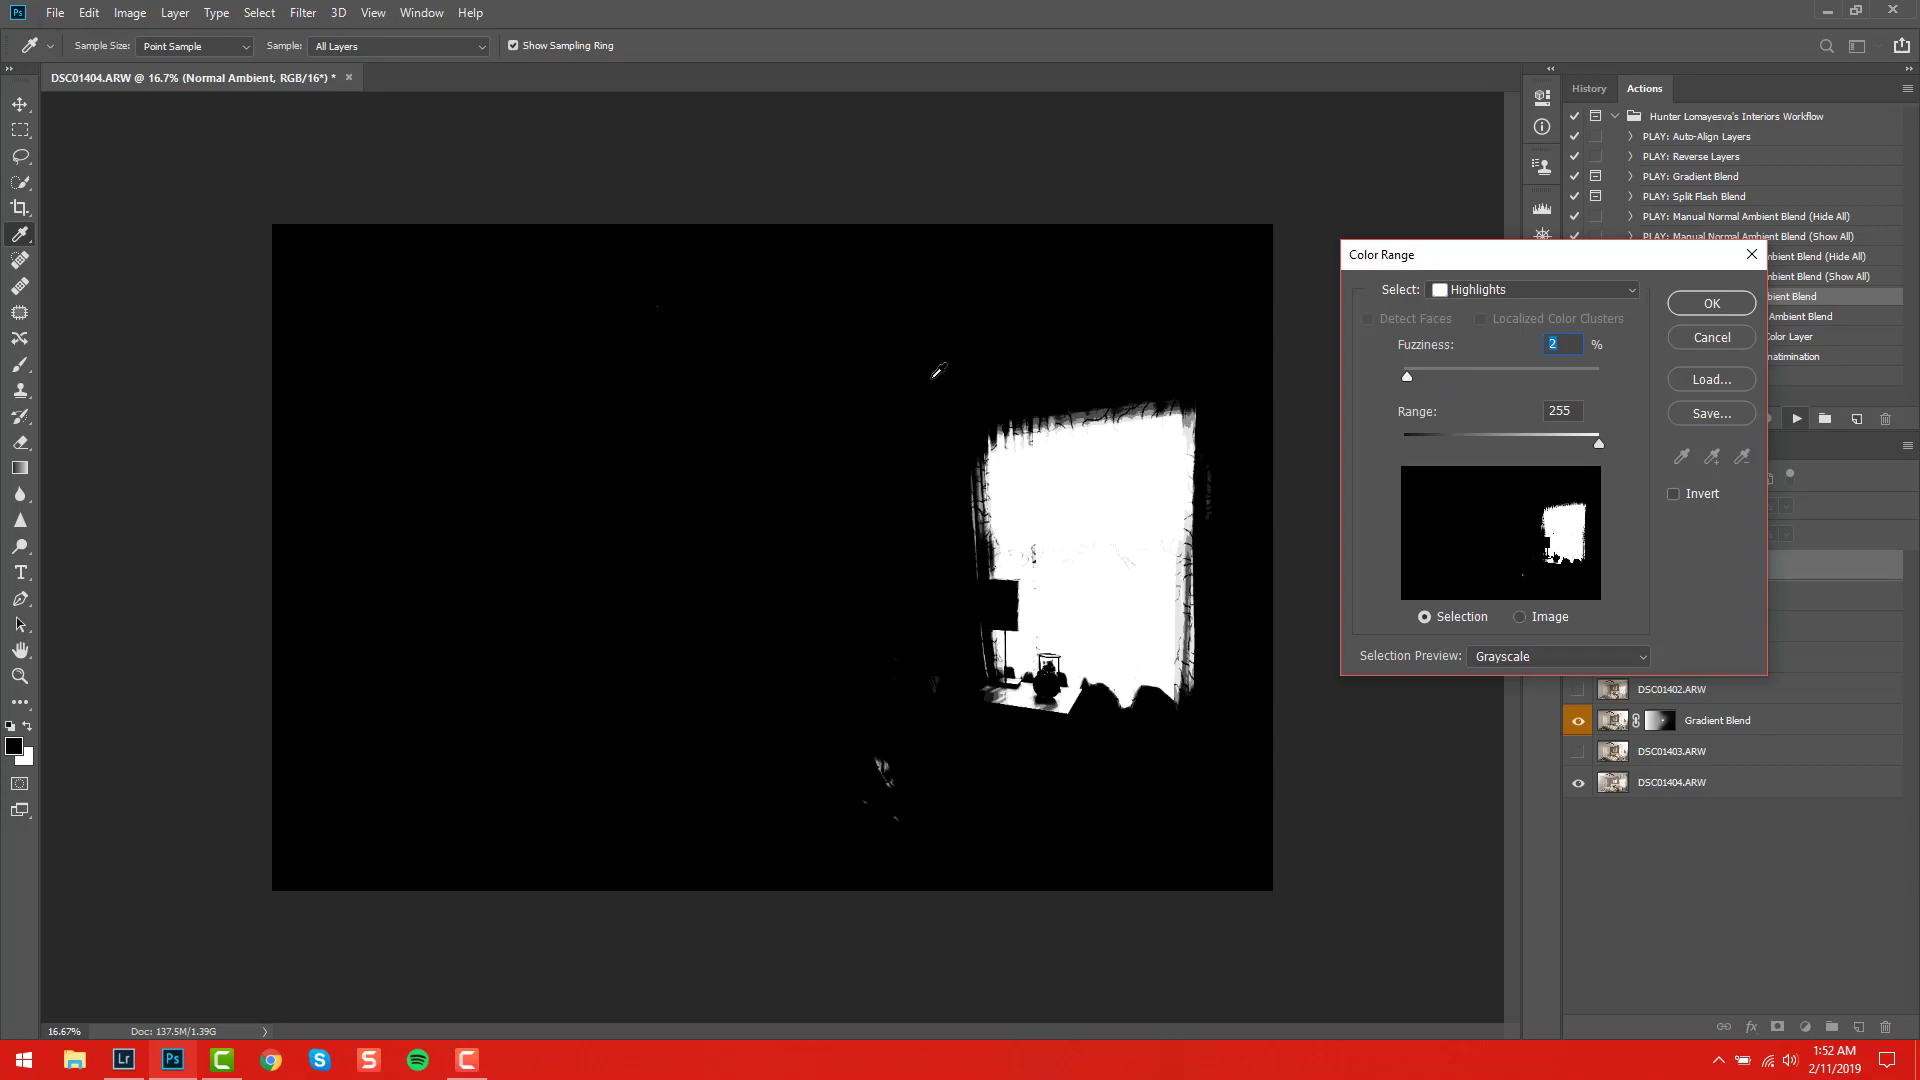 Ps File Edit Image Layer Type Select Filter 3D View Window Help
Sample Size: Point Sample Sample: All Layers Show Sampling Ring
DSC01404.ARW @ 16.7% (Normal Ambient, RGB/16*) * ×
History Actions
Hunter Lomayesva's Interiors Workflow
PLAY: Auto-Align Layers
PLAY: Reverse Layers
PLAY: Gradient Blend
PLAY: Split Flash Blend
PLAY: Manual Normal Ambient Blend (Hide All)
PLAY: Manual Normal Ambient Blend (Show All)
Ambient Blend (Hide All)
Ambient Blend (Show All)
Blend
Ambient Blend
Color Layer
Color Range
Select: Highlights
Detect Faces Localized Color Clusters
Fuzziness: 2 %
Range: 255
OK
Cancel
Load...
Save...
Invert
Selection Image
Selection Preview: Grayscale
DSC01402.ARW
Gradient Blend
DSC01403.ARW
DSC01404.ARW
16.67% Doc: 137.5M/1.39G
Lr Ps C S S C
1:52 AM
2/11/2019